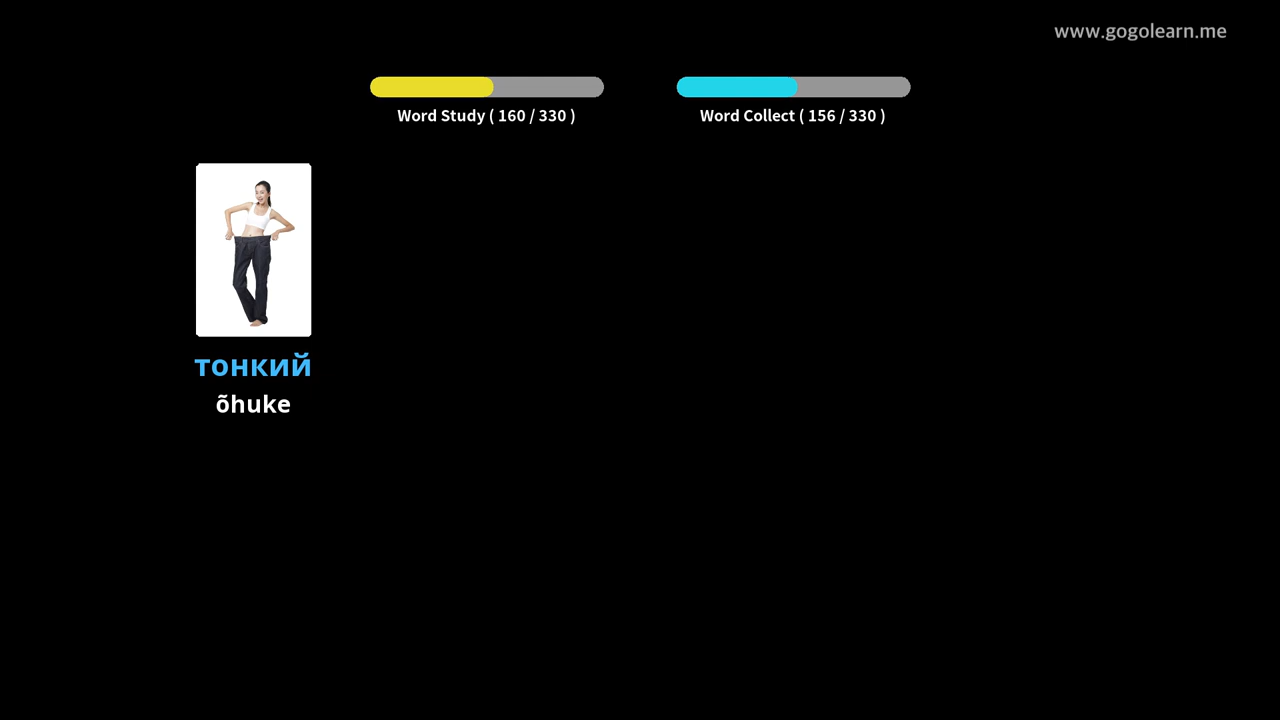 www.gogolearn.me
Word Study ( 160 / 330 )
Word Collect ( 156 / 330 )
тонкий
õhuke